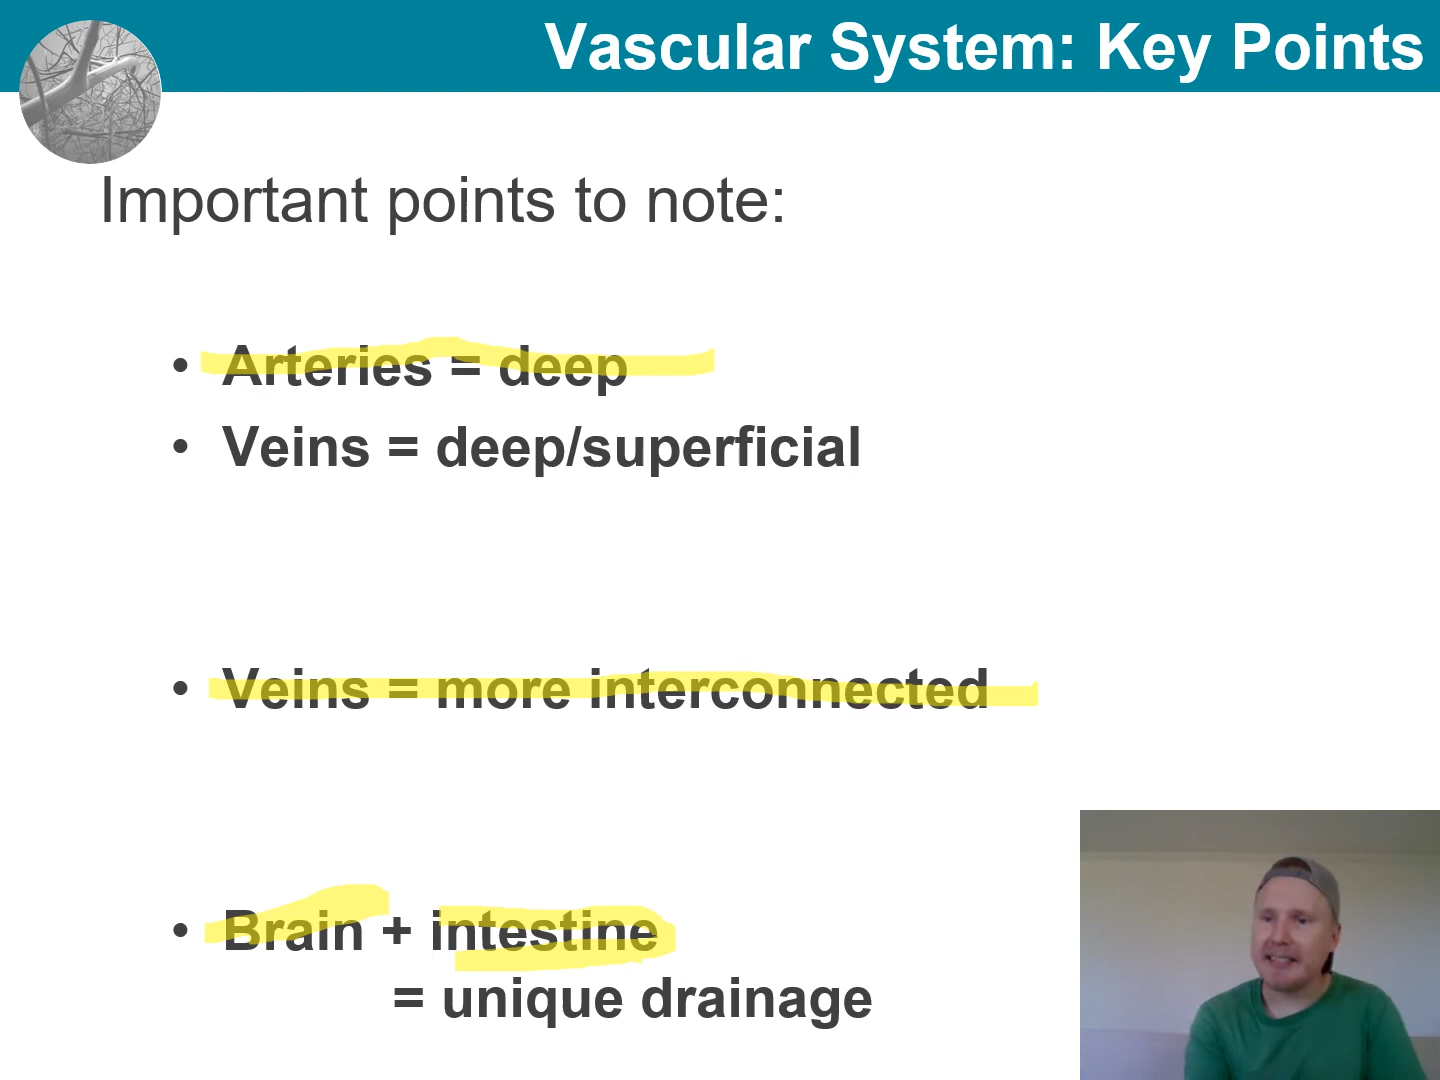 Vascular System: Key Points
Important points to note:
• Arteries = deep
• Veins = deep/superficial
• Veins = more interconnected
• Brain + intestine
= unique drainage